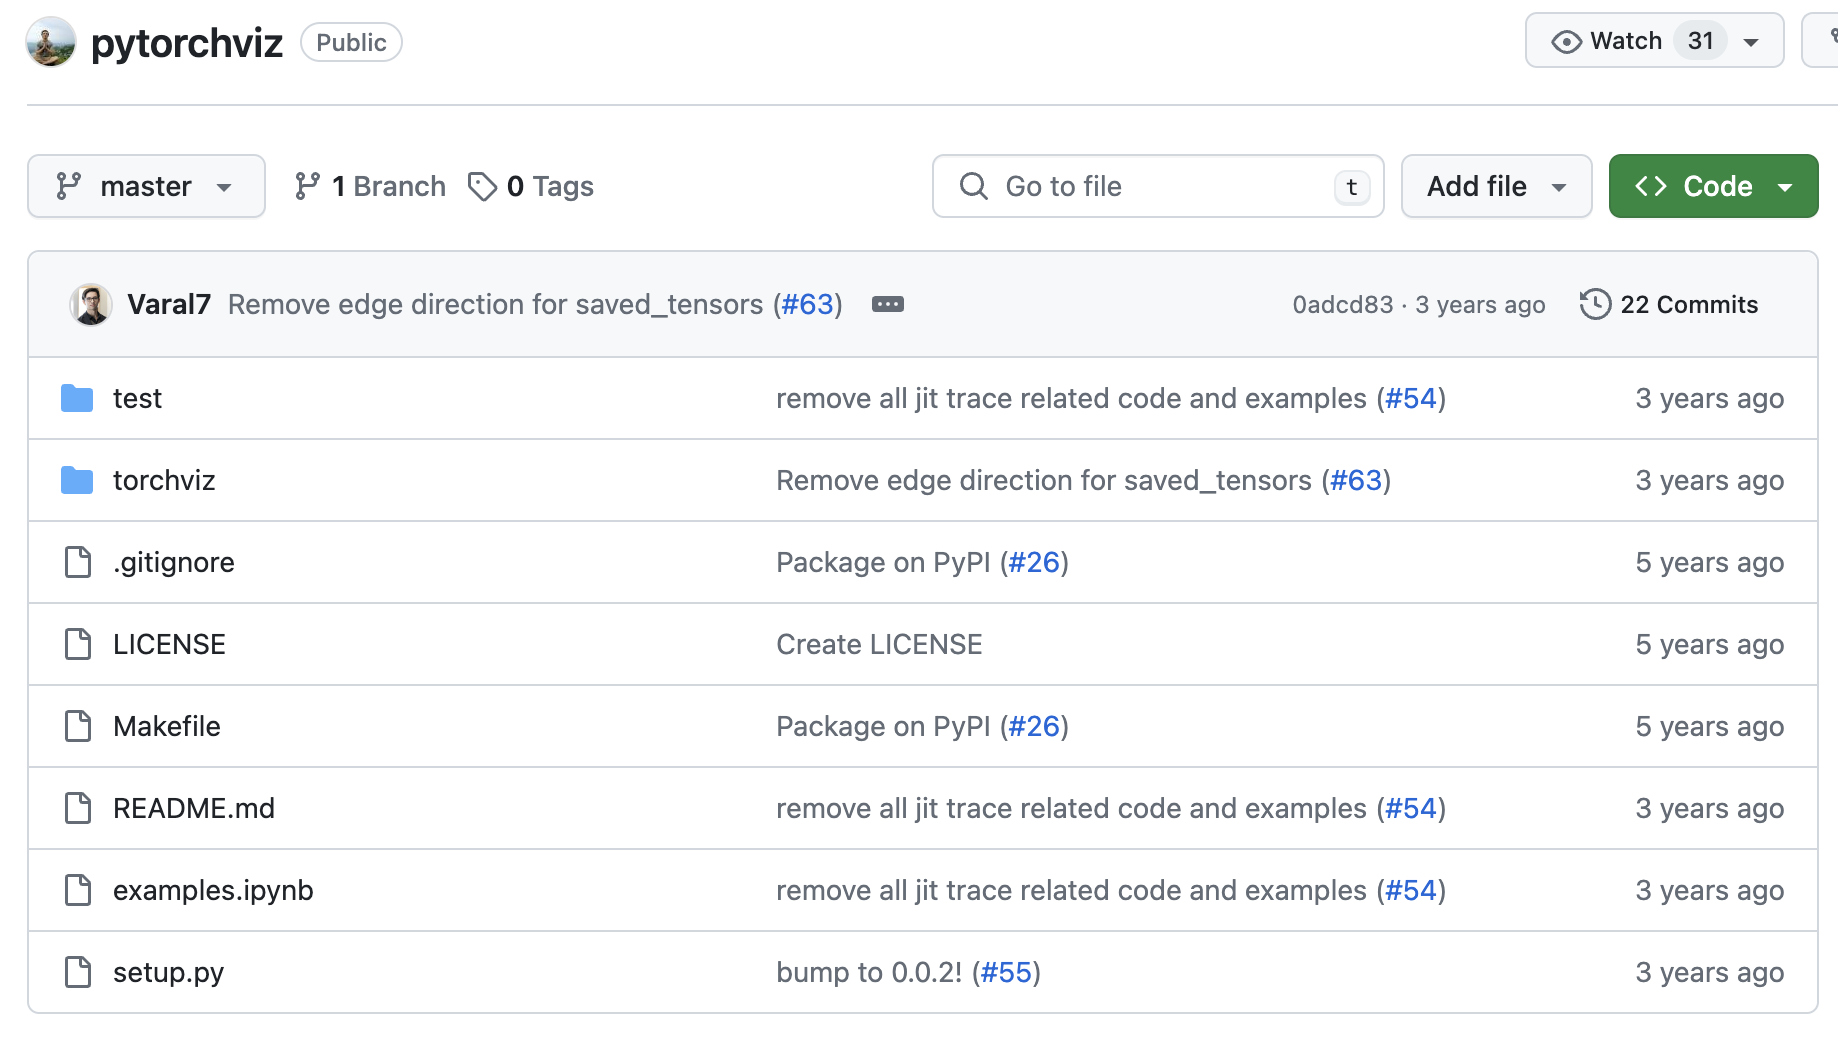 pytorchviz Public Watch 31
master 1 Branch 0 Tags Go to file t Add file Code
Varal7 Remove edge direction for saved_tensors (#63) 0adcd83 · 3 years ago 22 Commits
test remove all jit trace related code and examples (#54) 3 years ago
torchviz Remove edge direction for saved_tensors (#63) 3 years ago
.gitignore Package on PyPI (#26) 5 years ago
LICENSE Create LICENSE 5 years ago
Makefile Package on PyPI (#26) 5 years ago
README.md remove all jit trace related code and examples (#54) 3 years ago
examples.ipynb remove all jit trace related code and examples (#54) 3 years ago
setup.py bump to 0.0.2! (#55) 3 years ago